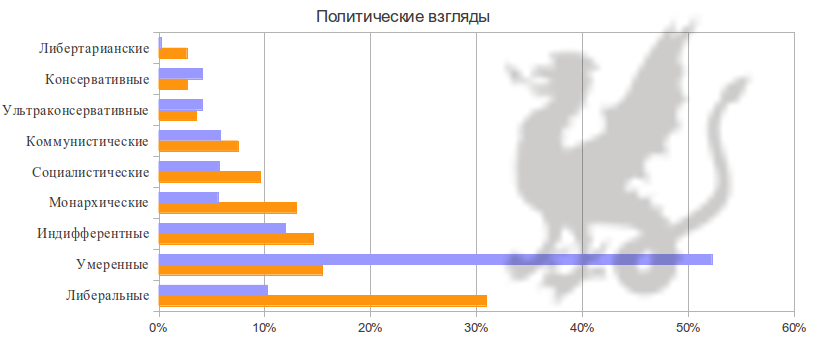 Политические взгляды
Либертарианские
Консервативные
Ультраконсервативные
Коммунистические
Социалистические
Монархические
Индифферентные
Умеренные
Либеральные
0% 10% 20% 30% 40% 50% 60%